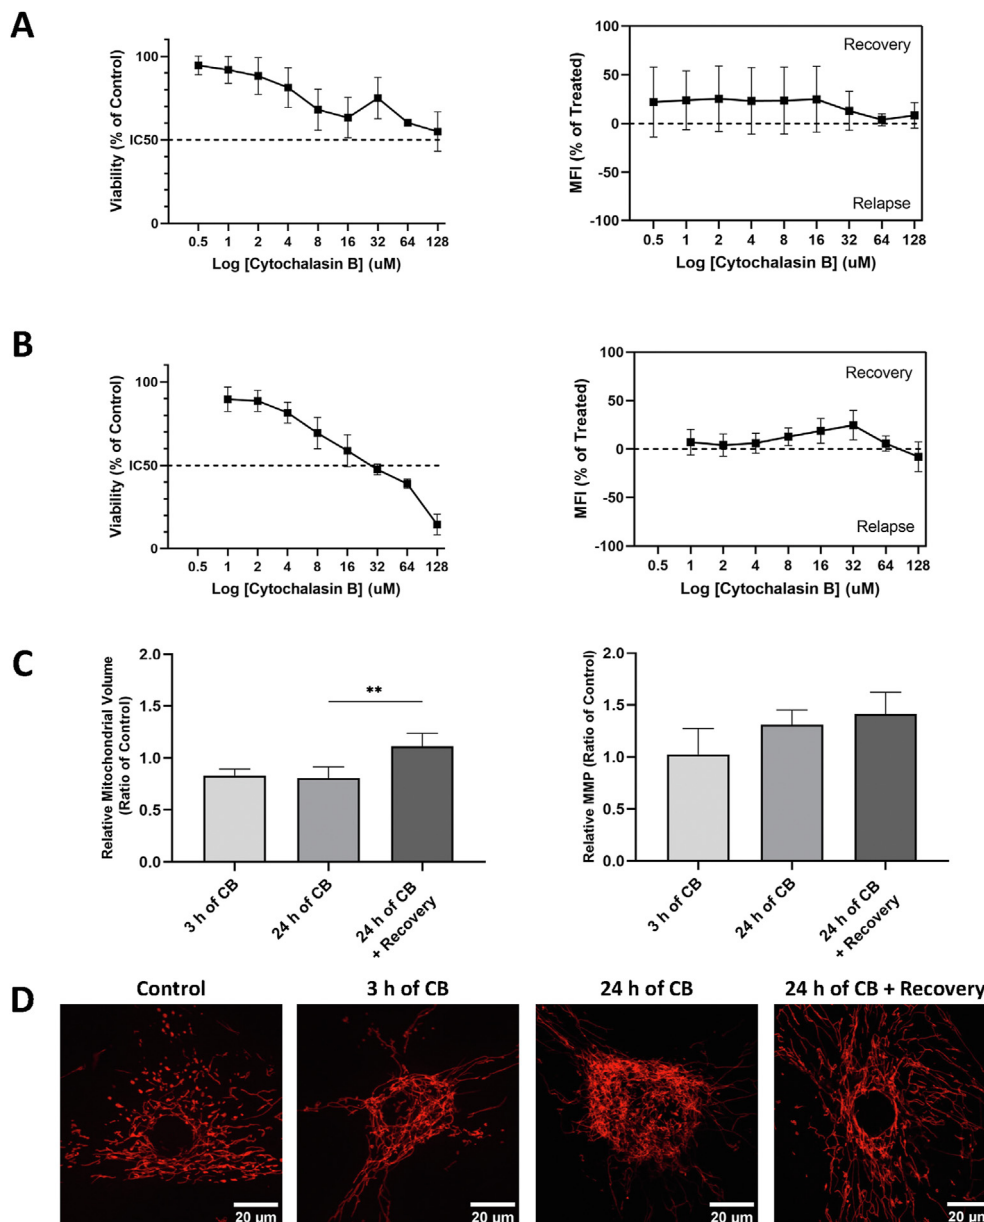 A
Viability (% of Control)
100
IC50
0
0.5 1 2 4 8 16 32 64 128
Log [Cytochalasin B] (uM)
MFI (% of Treated)
100
50
0
-50
-100
Recovery
Relapse
0.5 1 2 4 8 16 32 64 128
Log [Cytochalasin B] (uM)
B
Viability (% of Control)
100
IC50
0
0.5 1 2 4 8 16 32 64 128
Log [Cytochalasin B] (uM)
MFI (% of Treated)
100
50
0
-50
-100
Recovery
Relapse
0.5 1 2 4 8 16 32 64 128
Log [Cytochalasin B] (uM)
C
Relative Mitochondrial Volume
(Ratio of Control)
2.0
1.5
1.0
0.5
0.0
**
3 h of CB
24 h of CB
24 h of CB
+ Recovery
Relative MMP (Ratio of Control)
2.0
1.5
1.0
0.5
0.0
3 h of CB
24 h of CB
24 h of CB
+ Recovery
D
Control
3 h of CB
24 h of CB
24 h of CB + Recovery
20 µm
20 µm
20 µm
20 µm